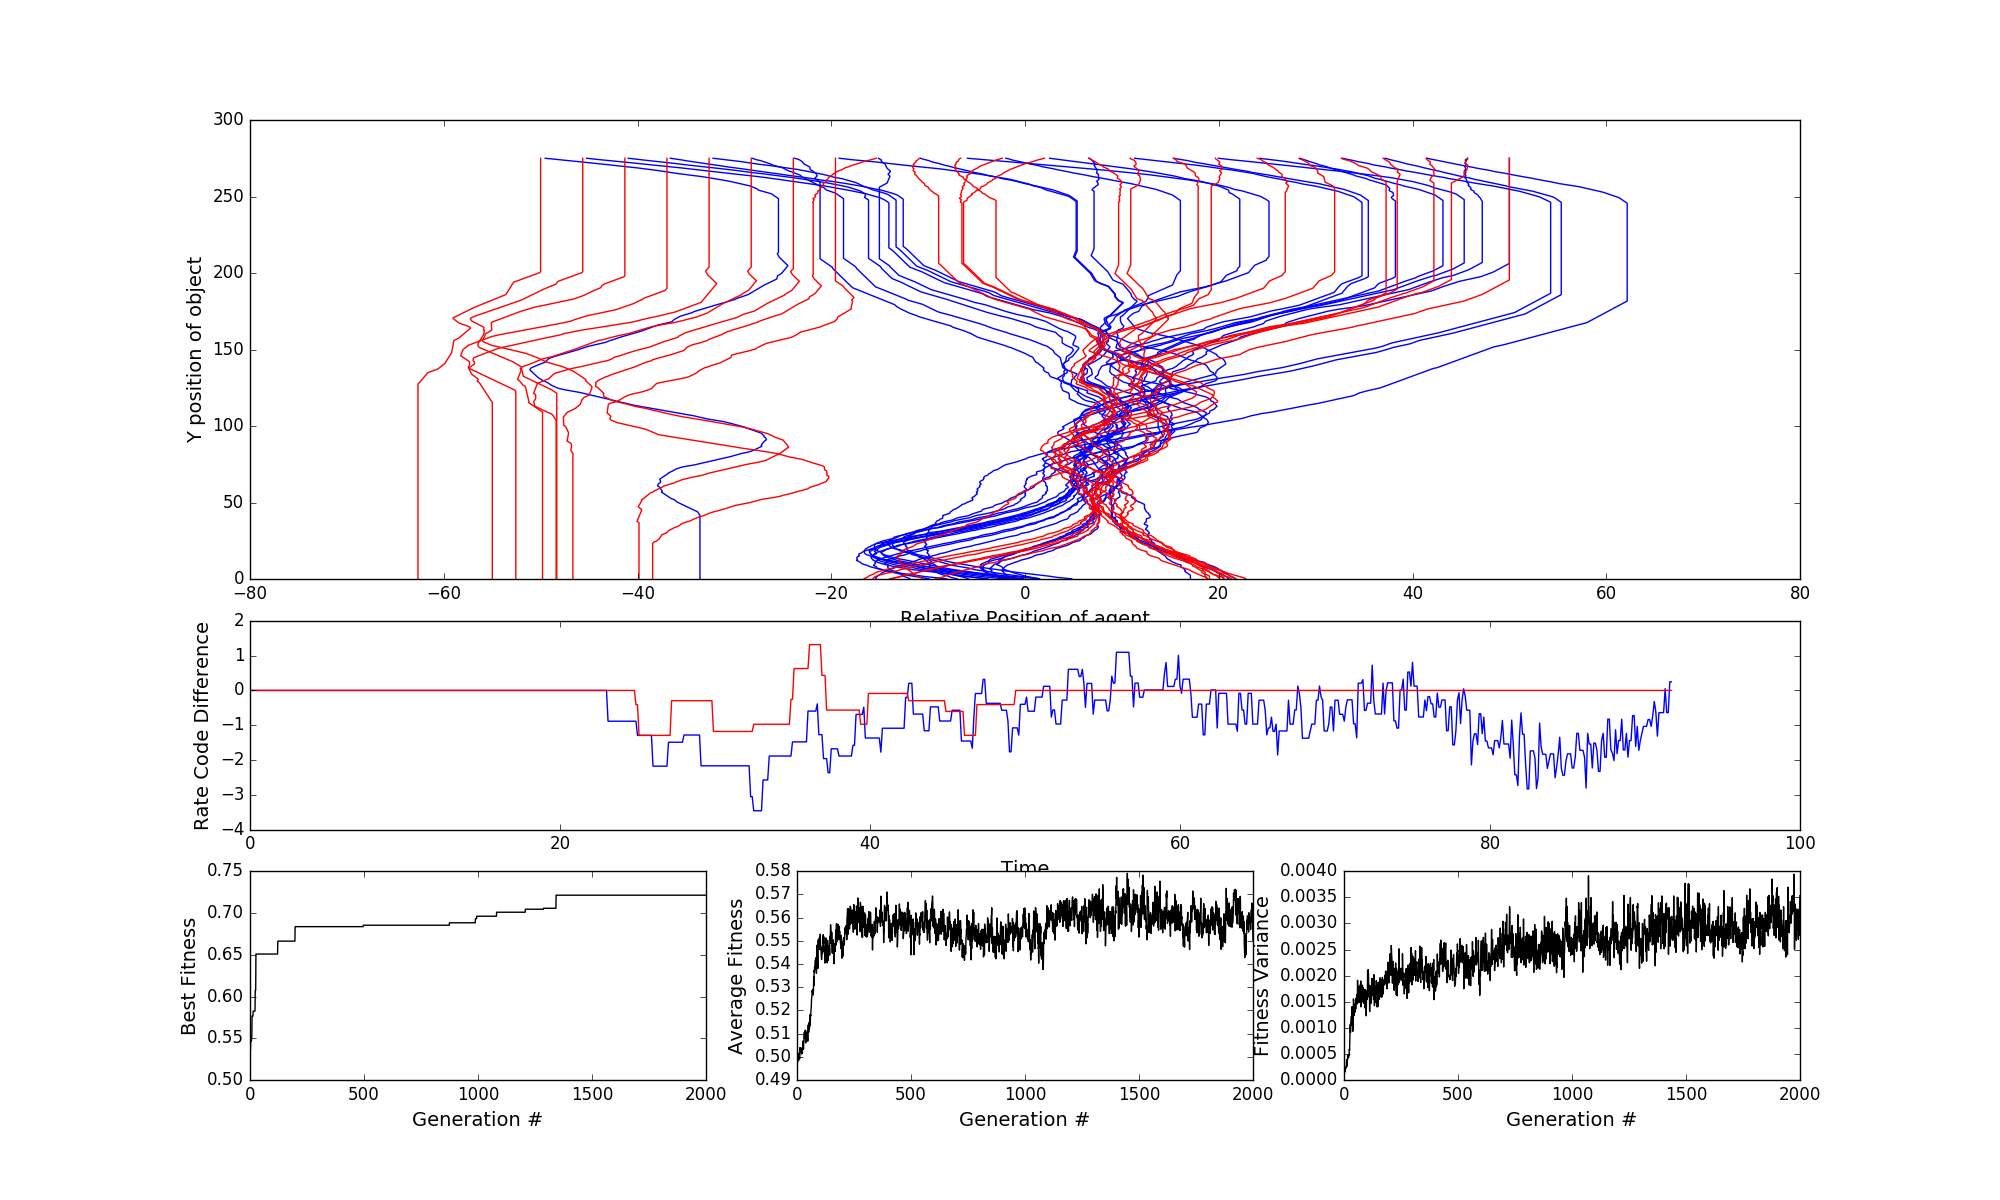 300
250
200
150
100
50
0
Y position of object
−80 −60 −40 −20 0 20 40 60 80
Relative Position of agent
2
1
0
−1
−2
−3
−4
Rate Code Difference
0 20 40 60 80 100
Time
0.75
0.70
0.65
0.60
0.55
0.50
Best Fitness
0 500 1000 1500 2000
Generation #
0.58
0.57
0.56
0.55
0.54
0.53
0.52
0.51
0.50
0.49
Average Fitness
0 500 1000 1500 2000
Generation #
0.0040
0.0035
0.0030
0.0025
0.0020
0.0015
0.0010
0.0005
0.0000
Fitness Variance
0 500 1000 1500 2000
Generation #